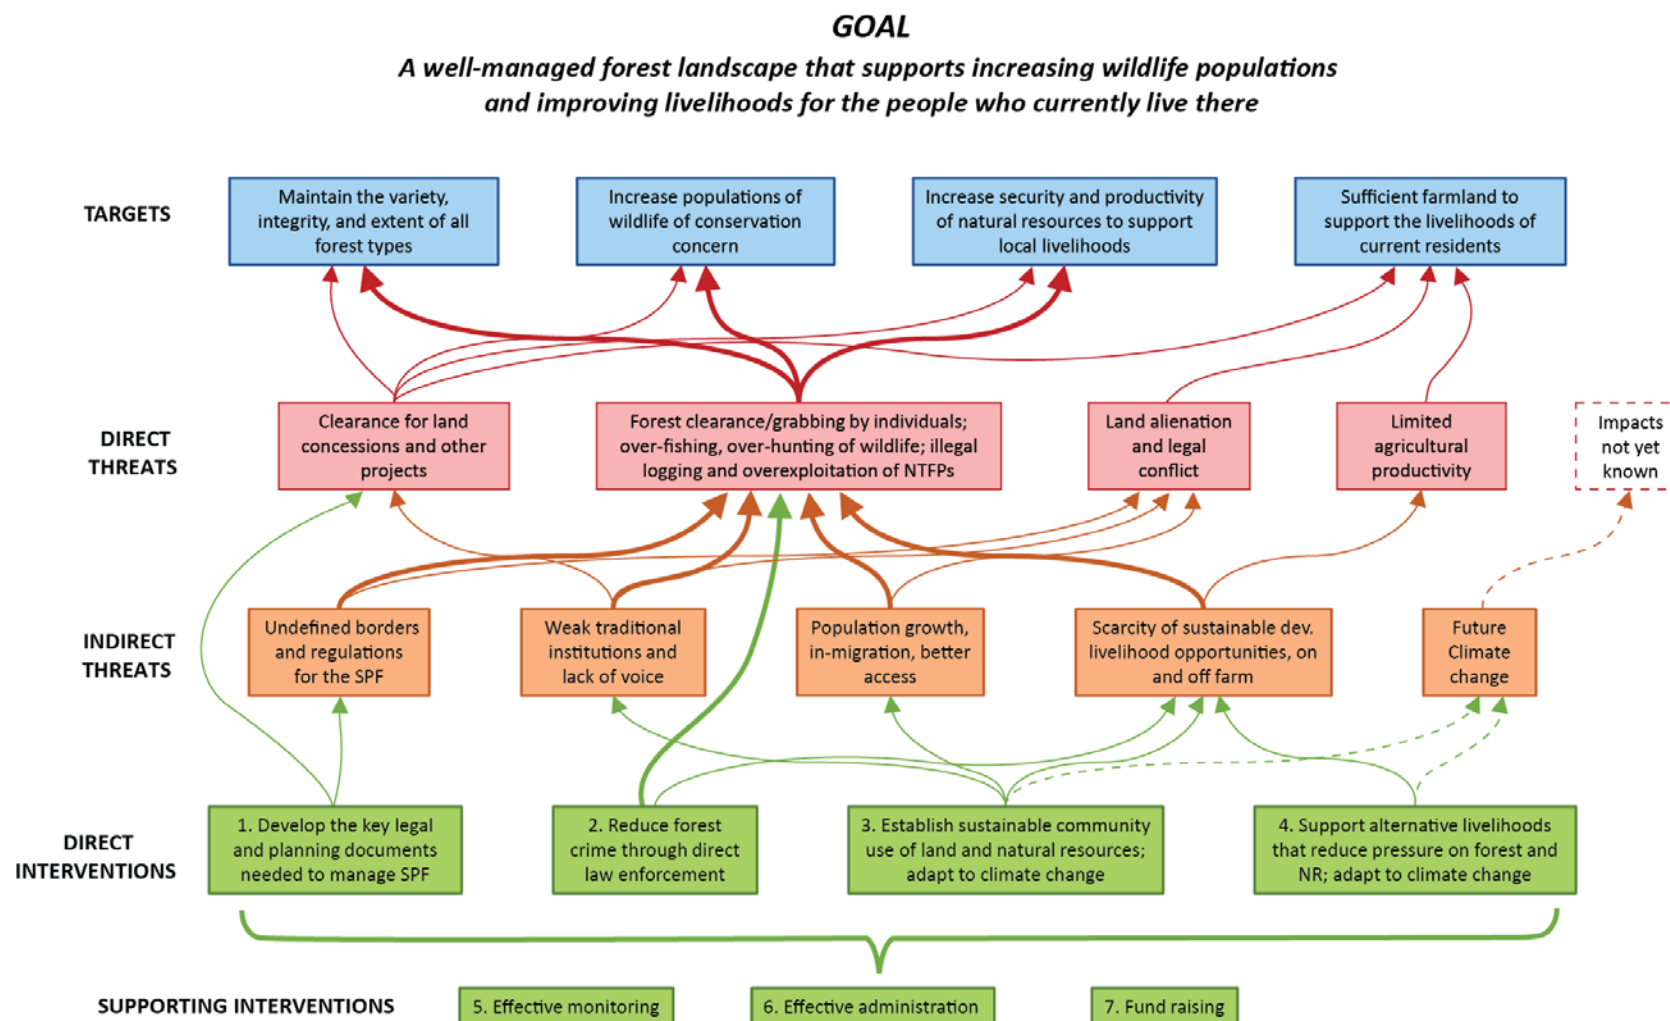 GOAL
A well-managed forest landscape that supports increasing wildlife populations
and improving livelihoods for the people who currently live there
TARGETS
Maintain the variety,
integrity, and extent of all
forest types
Increase populations of
wildlife of conservation
concern
Increase security and productivity
of natural resources to support
local livelihoods
Sufficient farmland to
support the livelihoods of
current residents
DIRECT
THREATS
Clearance for land
concessions and other
projects
Forest clearance/grabbing by individuals;
over-fishing, over-hunting of wildlife; illegal
logging and overexploitation of NTFPs
Land alienation
and legal
conflict
Limited
agricultural
productivity
Impacts
not yet
known
INDIRECT
THREATS
Undefined borders
and regulations
for the SPF
Weak traditional
institutions and
lack of voice
Population growth,
in-migration, better
access
Scarcity of sustainable dev.
livelihood opportunities, on
and off farm
Future
Climate
change
DIRECT
INTERVENTIONS
1. Develop the key legal
and planning documents
needed to manage SPF
2. Reduce forest
crime through direct
law enforcement
3. Establish sustainable community
use of land and natural resources;
adapt to climate change
4. Support alternative livelihoods
that reduce pressure on forest and
NR; adapt to climate change
SUPPORTING INTERVENTIONS
5. Effective monitoring
6. Effective administration
7. Fund raising